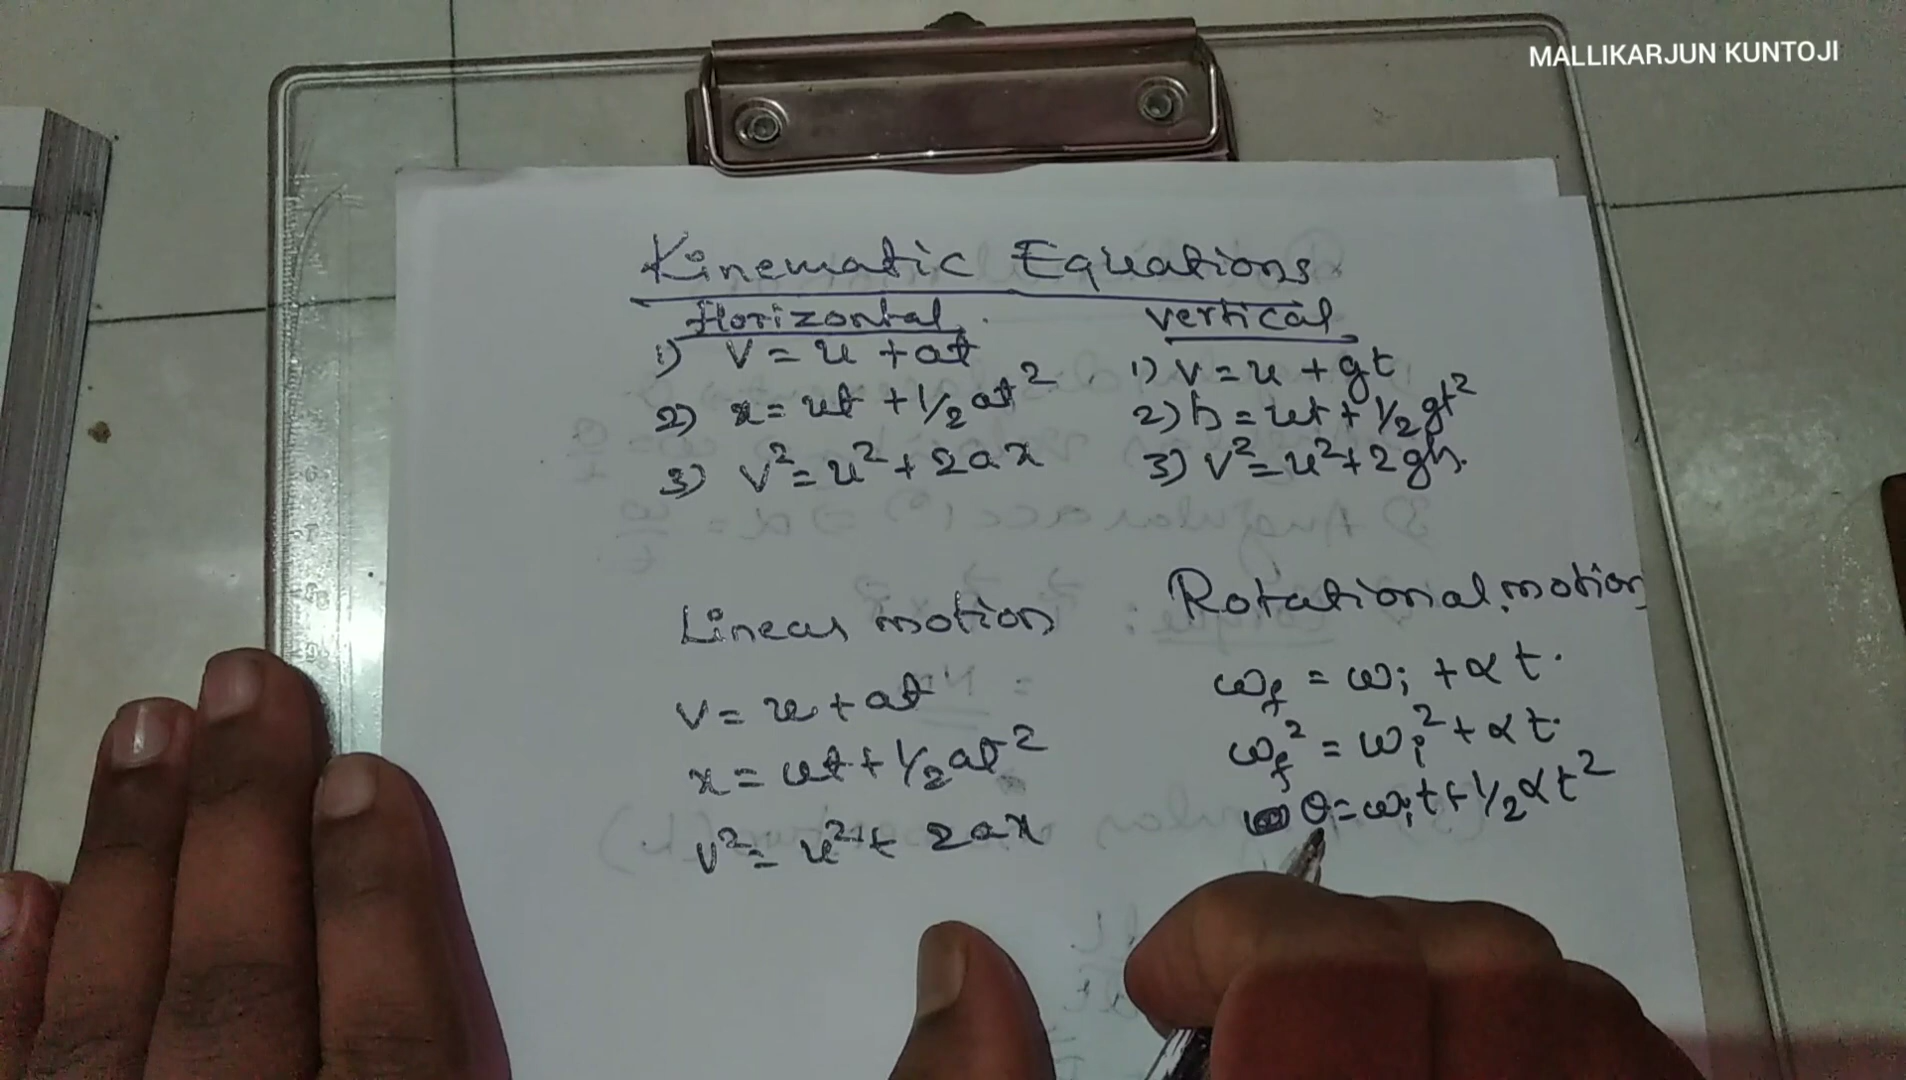 MALLIKARJUN KUNTOJI
Kinematic Equations
Horizontal
1) v = u + at
2) x = ut + 1/2 at²
3) v² = u² + 2ax
vertical
1) v = u + gt
2) h = ut + 1/2 gt²
3) v² = u² + 2gh.
Linear motion
v = u + at
x = ut + 1/2 at²
v² = u² + 2ax
Rotational motion
ωf = ωi + αt.
ωf² = ωi² + αt.
θ = ωit + 1/2 αt²